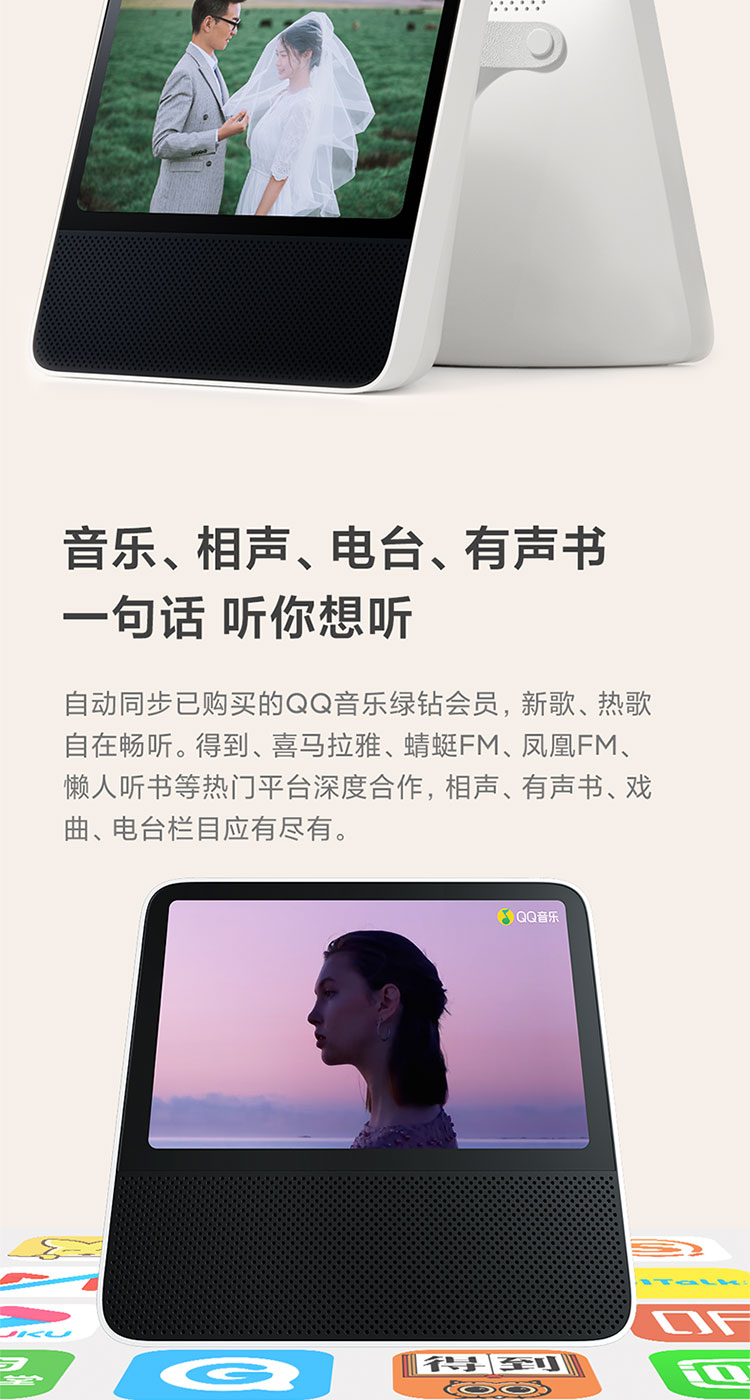 音乐、相声、电台、有声书
一句话 听你想听
自动同步已购买的QQ音乐绿钻会员，新歌、热歌
自在畅听。得到、喜马拉雅、蜻蜓FM、凤凰FM、
懒人听书等热门平台深度合作，相声、有声书、戏
曲、电台栏目应有尽有。
QQ音乐
iTalk
UKU
得到